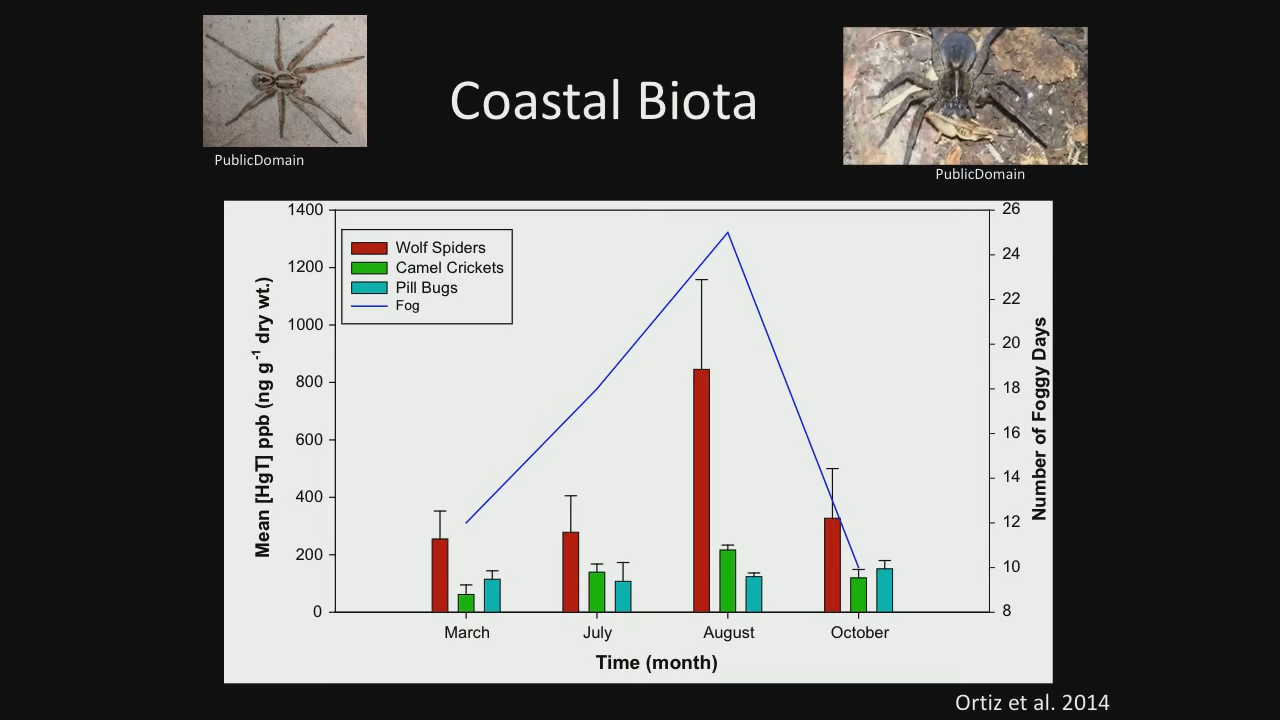 Coastal Biota
PublicDomain
PublicDomain
1400
1200
1000
800
600
400
200
0
Mean [HgT] ppb (ng g⁻¹ dry wt.)
Wolf Spiders
Camel Crickets
Pill Bugs
Fog
26
24
22
20
18
16
14
12
10
8
Number of Foggy Days
March July August October
Time (month)
Ortiz et al. 2014